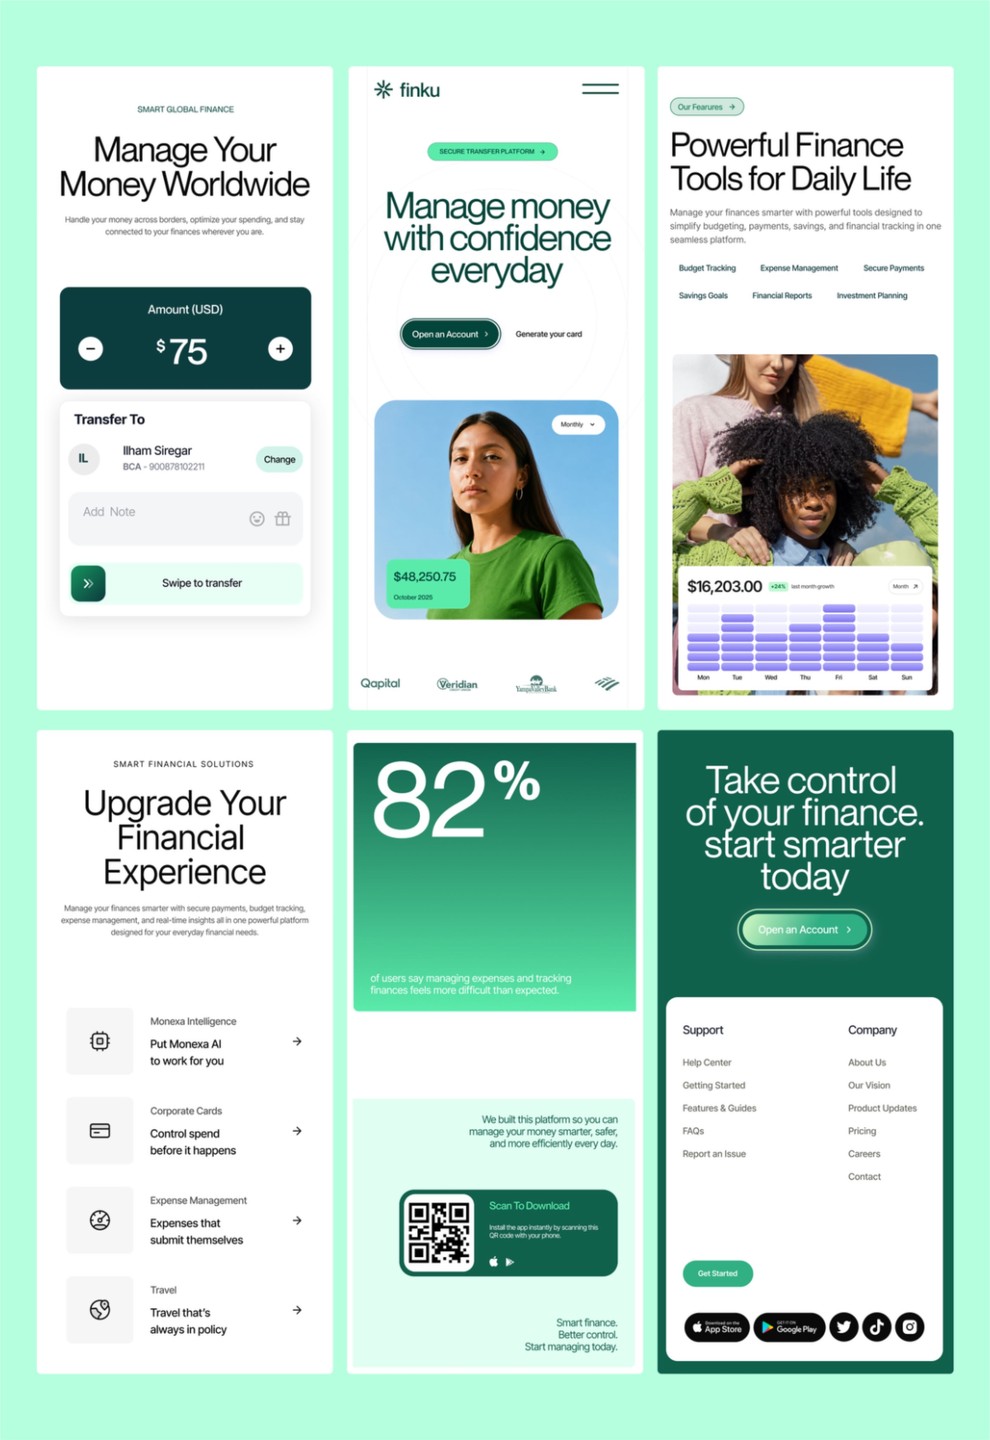 SMART GLOBAL FINANCE
Manage Your
Money Worldwide
Handle your money across borders, optimize your spending, and stay
connected to your finances wherever you are.
Amount (USD)
$75
Transfer To
IL
Ilham Siregar
BCA - 900878102211
Change
Add Note
Swipe to transfer
finku
SECURE TRANSFER PLATFORM
Manage money
with confidence
everyday
Open an Account
Generate your card
Monthly
$48,250.75
October 2025
Qapital
Veridian
YampaValleyBank
Our Fearures
Powerful Finance
Tools for Daily Life
Manage your finances smarter with powerful tools designed to
simplify budgeting, payments, savings, and financial tracking in one
seamless platform.
Budget Tracking Expense Management Secure Payments
Savings Goals Financial Reports Investment Planning
$16,203.00 +24% last month growth Month
Mon Tue Wed Thu Fri Sat Sun
SMART FINANCIAL SOLUTIONS
Upgrade Your
Financial
Experience
Manage your finances smarter with secure payments, budget tracking,
expense management, and real-time insights all in one powerful platform
designed for your everyday financial needs.
Monexa Intelligence
Put Monexa AI
to work for you
Corporate Cards
Control spend
before it happens
Expense Management
Expenses that
submit themselves
Travel
Travel that's
always in policy
82%
of users say managing expenses and tracking
finances feels more difficult than expected.
We built this platform so you can
manage your money smarter, safer,
and more efficiently every day.
Scan To Download
Install the app instantly by scanning this
QR code with your phone.
Smart finance.
Better control.
Start managing today.
Take control
of your finance.
start smarter
today
Open an Account
Support
Help Center
Getting Started
Features & Guides
FAQs
Report an Issue
Company
About Us
Our Vision
Product Updates
Pricing
Careers
Contact
Get Started
Download on the
App Store
GET IT ON
Google Play